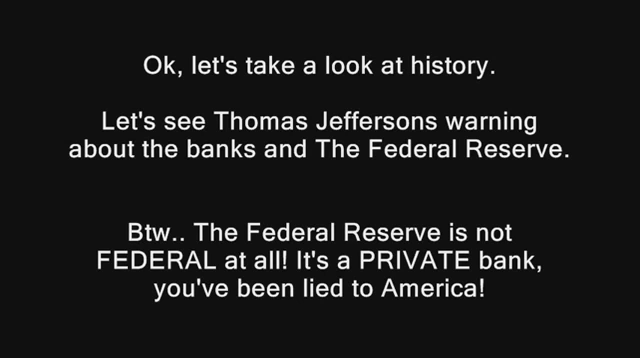 Ok, let's take a look at history.
Let's see Thomas Jeffersons warning
about the banks and The Federal Reserve.
Btw.. The Federal Reserve is not
FEDERAL at all! It's a PRIVATE bank,
you've been lied to America!